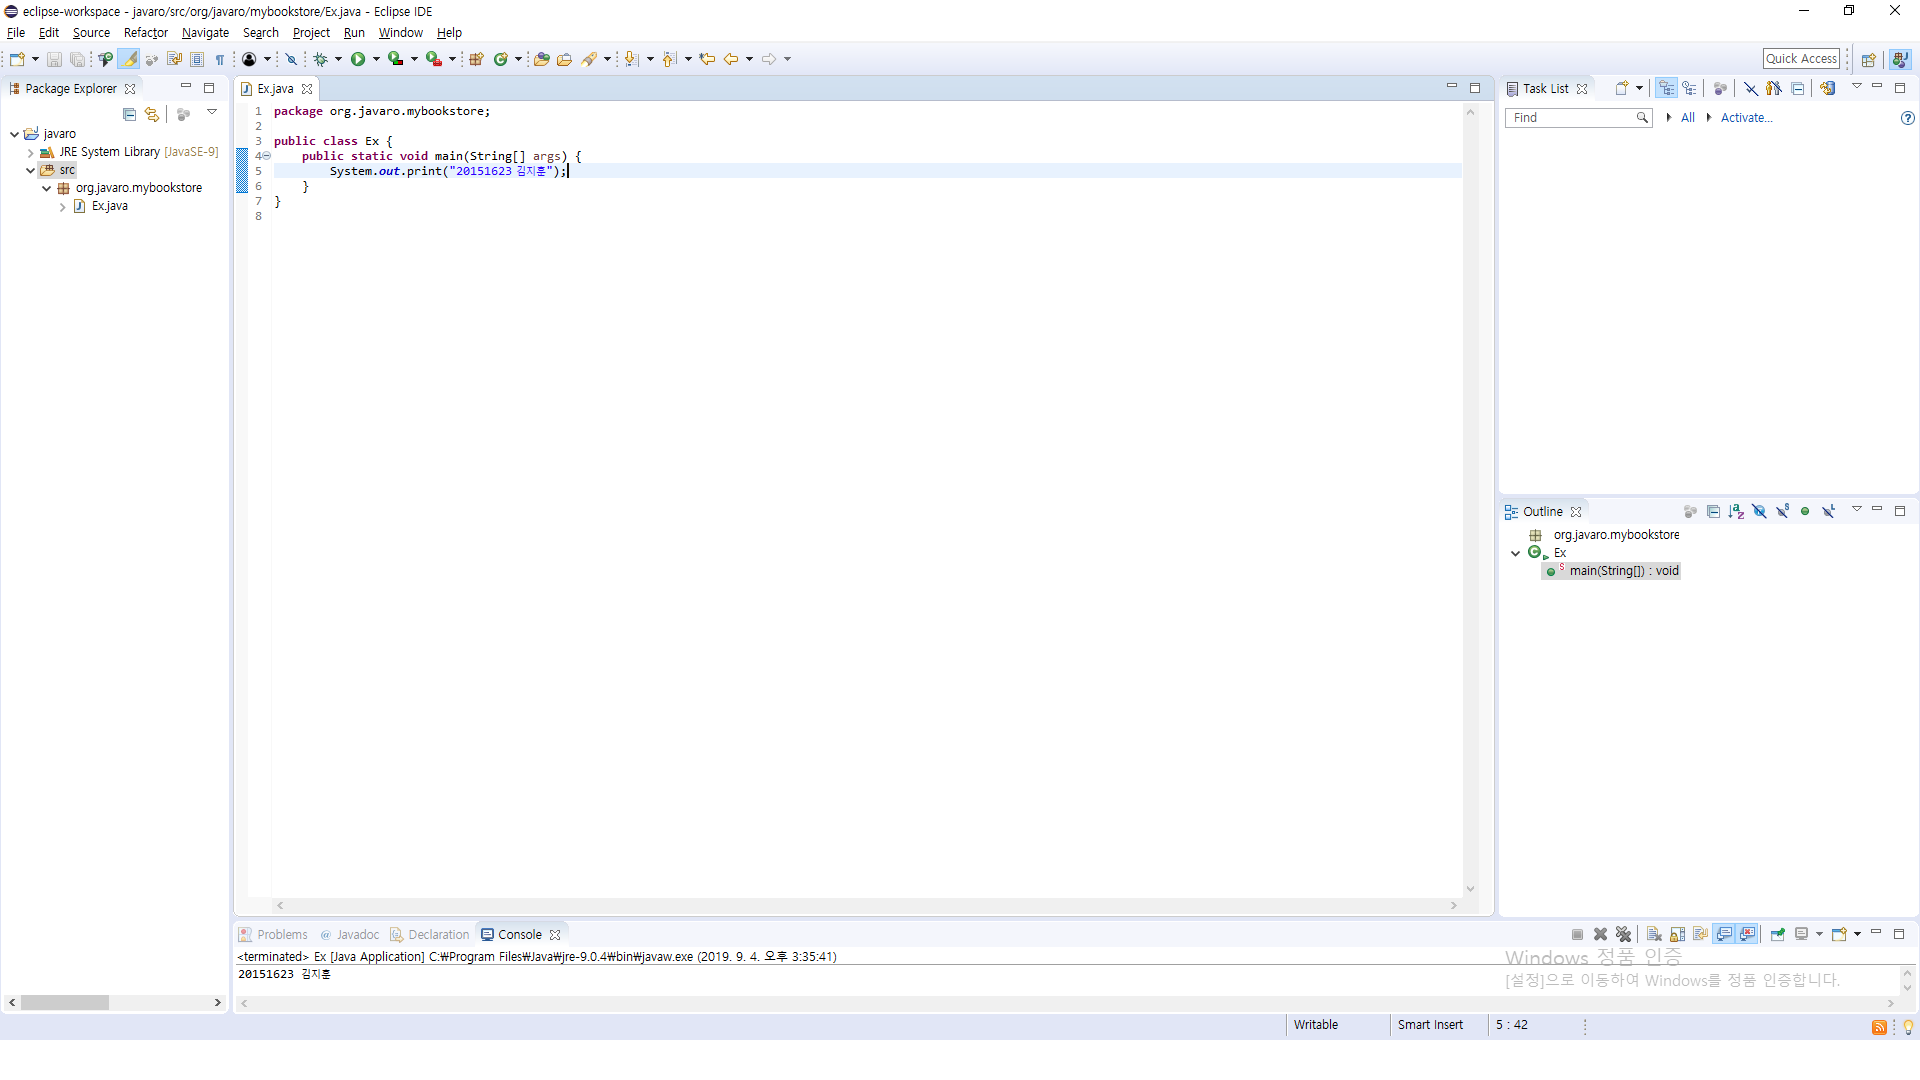 eclipse-workspace - javaro/src/org/javaro/mybookstore/Ex.java - Eclipse IDE
File Edit Source Refactor Navigate Search Project Run Window Help
Quick Access
Package Explorer
javaro
JRE System Library [JavaSE-9]
src
org.javaro.mybookstore
Ex.java
Ex.java
1 package org.javaro.mybookstore;
2
3 public class Ex {
4 public static void main(String[] args) {
5 System.out.print("20151623 김지훈");
6 }
7 }
8
Task List
Find
All
Activate...
Outline
org.javaro.mybookstore
Ex
main(String[]) : void
Problems Javadoc Declaration Console
<terminated> Ex [Java Application] C:₩Program Files₩Java₩jre-9.0.4₩bin₩javaw.exe (2019. 9. 4. 오후 3:35:41)
20151623 김지훈
Windows 정품 인증
[설정]으로 이동하여 Windows를 정품 인증합니다.
Writable Smart Insert 5 : 42